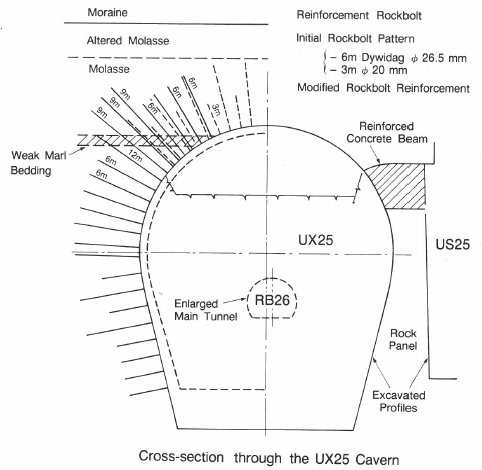 Moraine
Altered Molasse
Molasse
Reinforcement Rockbolt
Initial Rockbolt Pattern
- 6m Dywidag ϕ 26.5 mm
- 3m ϕ 20 mm
Modified Rockbolt Reinforcement
9m
9m
9m
6m
6m
6m
3m
Weak Marl
Bedding
12m
6m
6m
Reinforced
Concrete Beam
UX25
US25
Enlarged
Main Tunnel
RB26
Rock
Panel
Excavated
Profiles
Cross-section through the UX25 Cavern